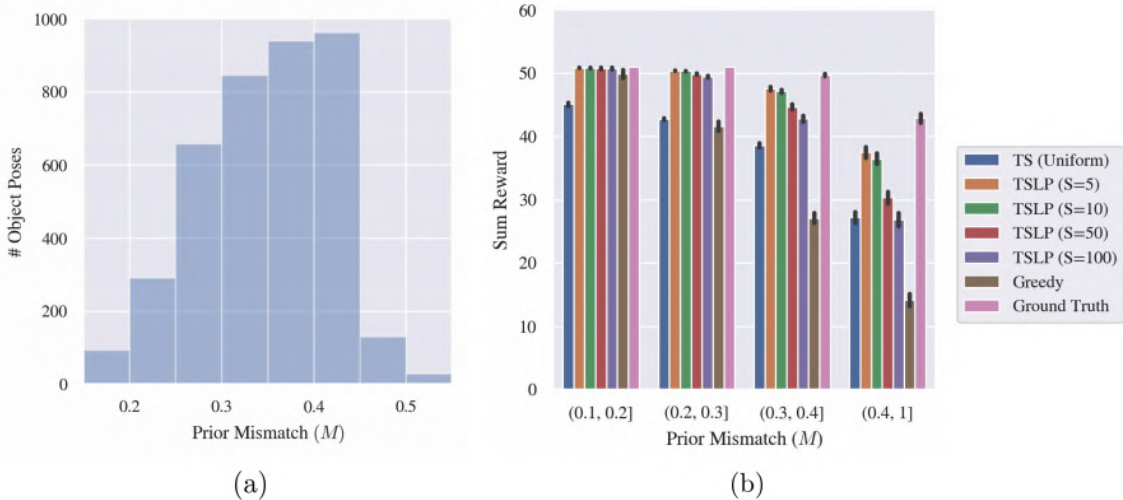 1000
800
600
400
200
0
# Object Poses
0.2 0.3 0.4 0.5
Prior Mismatch (M)
(a)
60
50
40
30
20
10
0
Sum Reward
(0.1, 0.2] (0.2, 0.3] (0.3, 0.4] (0.4, 1]
Prior Mismatch (M)
(b)
TS (Uniform)
TSLP (S=5)
TSLP (S=10)
TSLP (S=50)
TSLP (S=100)
Greedy
Ground Truth